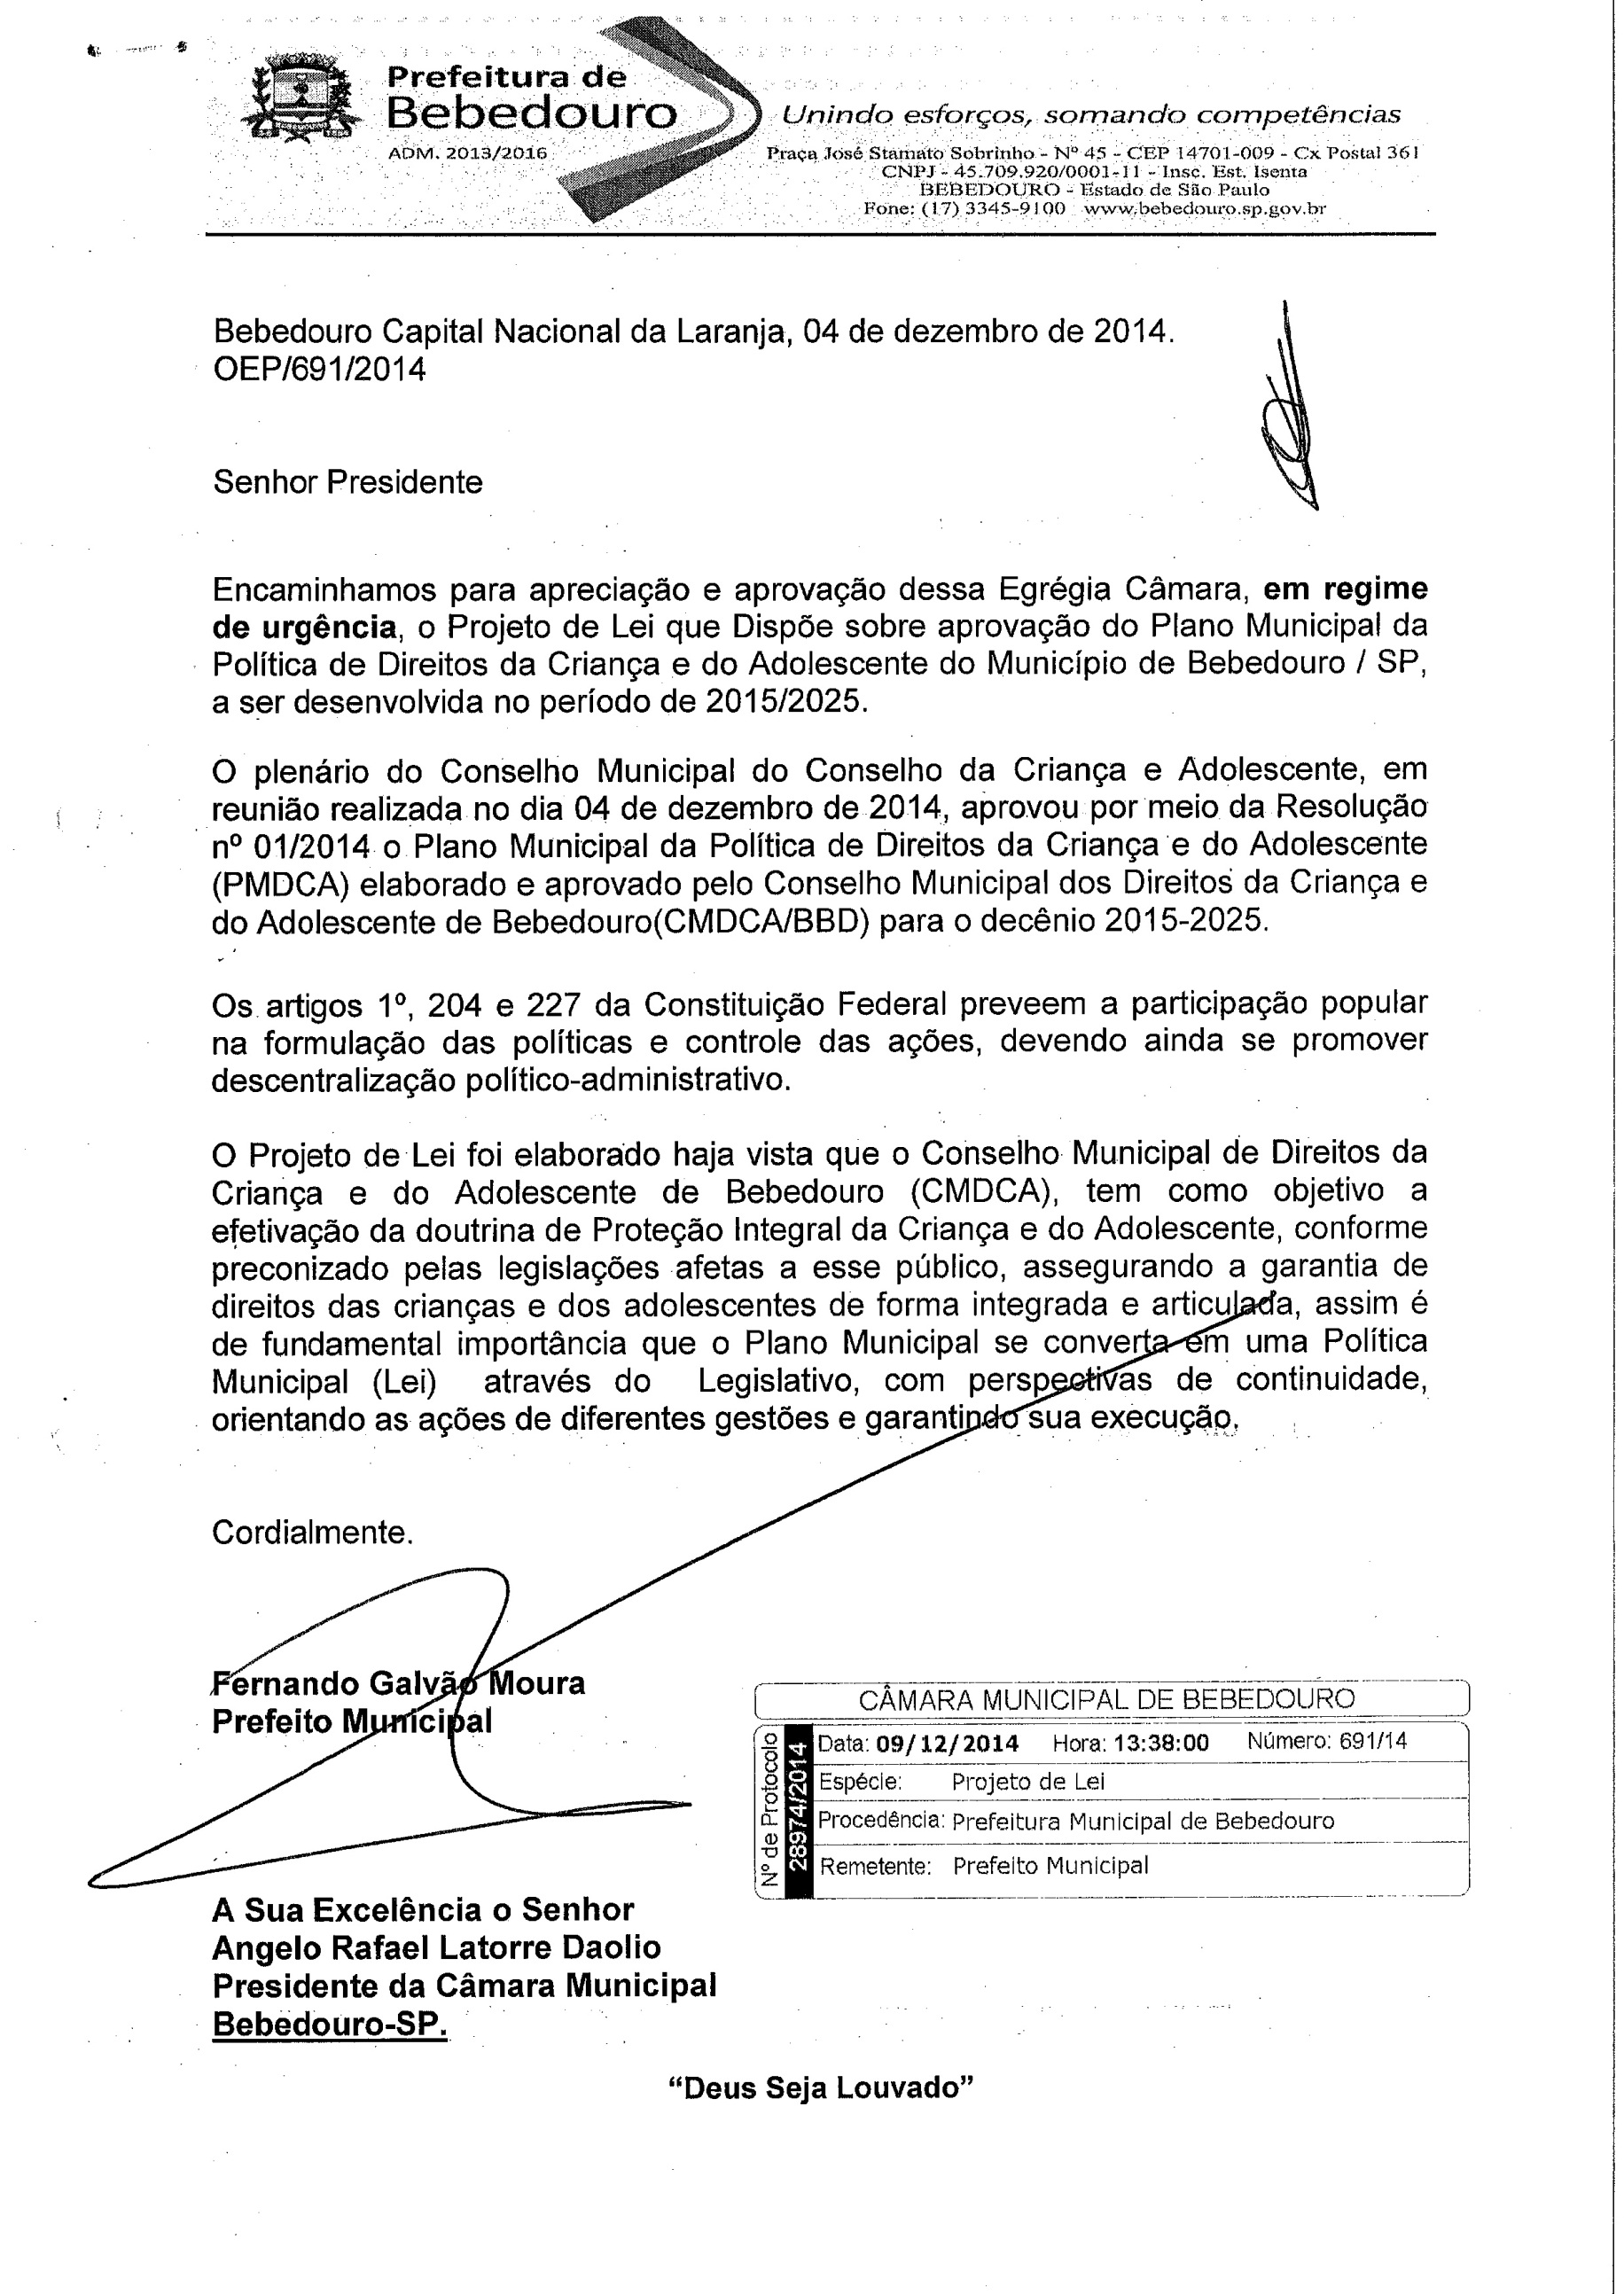 Prefeitura de
Bebedouro
ADM. 2013/2016
Unindo esforços, somando competências
Praça José Stamato Sobrinho - Nº 45 - CEP 14701-009 - Cx Postal 361
CNPJ - 45.709.920/0001-11 - Insc. Est. Isenta
BEBEDOURO - Estado de São Paulo
Fone: (17) 3345-9100 www.bebedouro.sp.gov.br
Bebedouro Capital Nacional da Laranja, 04 de dezembro de 2014.
OEP/691/2014
Senhor Presidente
Encaminhamos para apreciação e aprovação dessa Egrégia Câmara, em regime
de urgência, o Projeto de Lei que Dispõe sobre aprovação do Plano Municipal da
Política de Direitos da Criança e do Adolescente do Município de Bebedouro / SP,
a ser desenvolvida no período de 2015/2025.
O plenário do Conselho Municipal do Conselho da Criança e Adolescente, em
reunião realizada no dia 04 de dezembro de 2014, aprovou por meio da Resolução
nº 01/2014 o Plano Municipal da Política de Direitos da Criança e do Adolescente
(PMDCA) elaborado e aprovado pelo Conselho Municipal dos Direitos da Criança e
do Adolescente de Bebedouro(CMDCA/BBD) para o decênio 2015-2025.
Os artigos 1º, 204 e 227 da Constituição Federal preveem a participação popular
na formulação das políticas e controle das ações, devendo ainda se promover
descentralização político-administrativo.
O Projeto de Lei foi elaborado haja vista que o Conselho Municipal de Direitos da
Criança e do Adolescente de Bebedouro (CMDCA), tem como objetivo a
efetivação da doutrina de Proteção Integral da Criança e do Adolescente, conforme
preconizado pelas legislações afetas a esse público, assegurando a garantia de
direitos das crianças e dos adolescentes de forma integrada e articulada, assim é
de fundamental importância que o Plano Municipal se converta em uma Política
Municipal (Lei) através do Legislativo, com perspectivas de continuidade,
orientando as ações de diferentes gestões e garantindo sua execução.
Cordialmente.
Fernando Galvão Moura
Prefeito Municipal
CÂMARA MUNICIPAL DE BEBEDOURO
Nº de Protocolo
28974/2014
Data: 09/12/2014 Hora: 13:38:00 Número: 691/14
Espécie: Projeto de Lei
Procedência: Prefeitura Municipal de Bebedouro
Remetente: Prefeito Municipal
A Sua Excelência o Senhor
Angelo Rafael Latorre Daolio
Presidente da Câmara Municipal
Bebedouro-SP.
“Deus Seja Louvado”